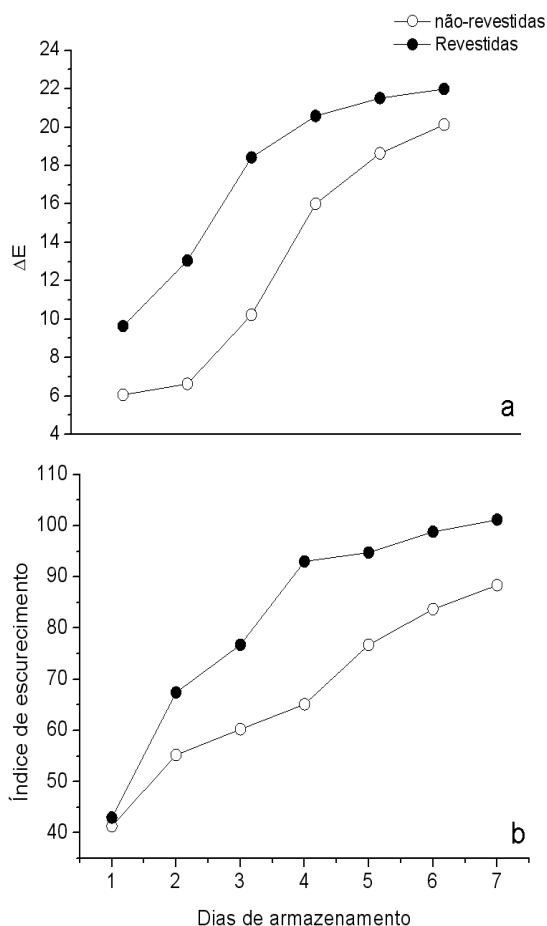 não-revestidas
Revestidas
24
22
20
18
16
14
12
10
8
6
4
ΔE
a
110
100
90
80
70
60
50
40
Índice de escurecimento
b
1 2 3 4 5 6 7
Dias de armazenamento